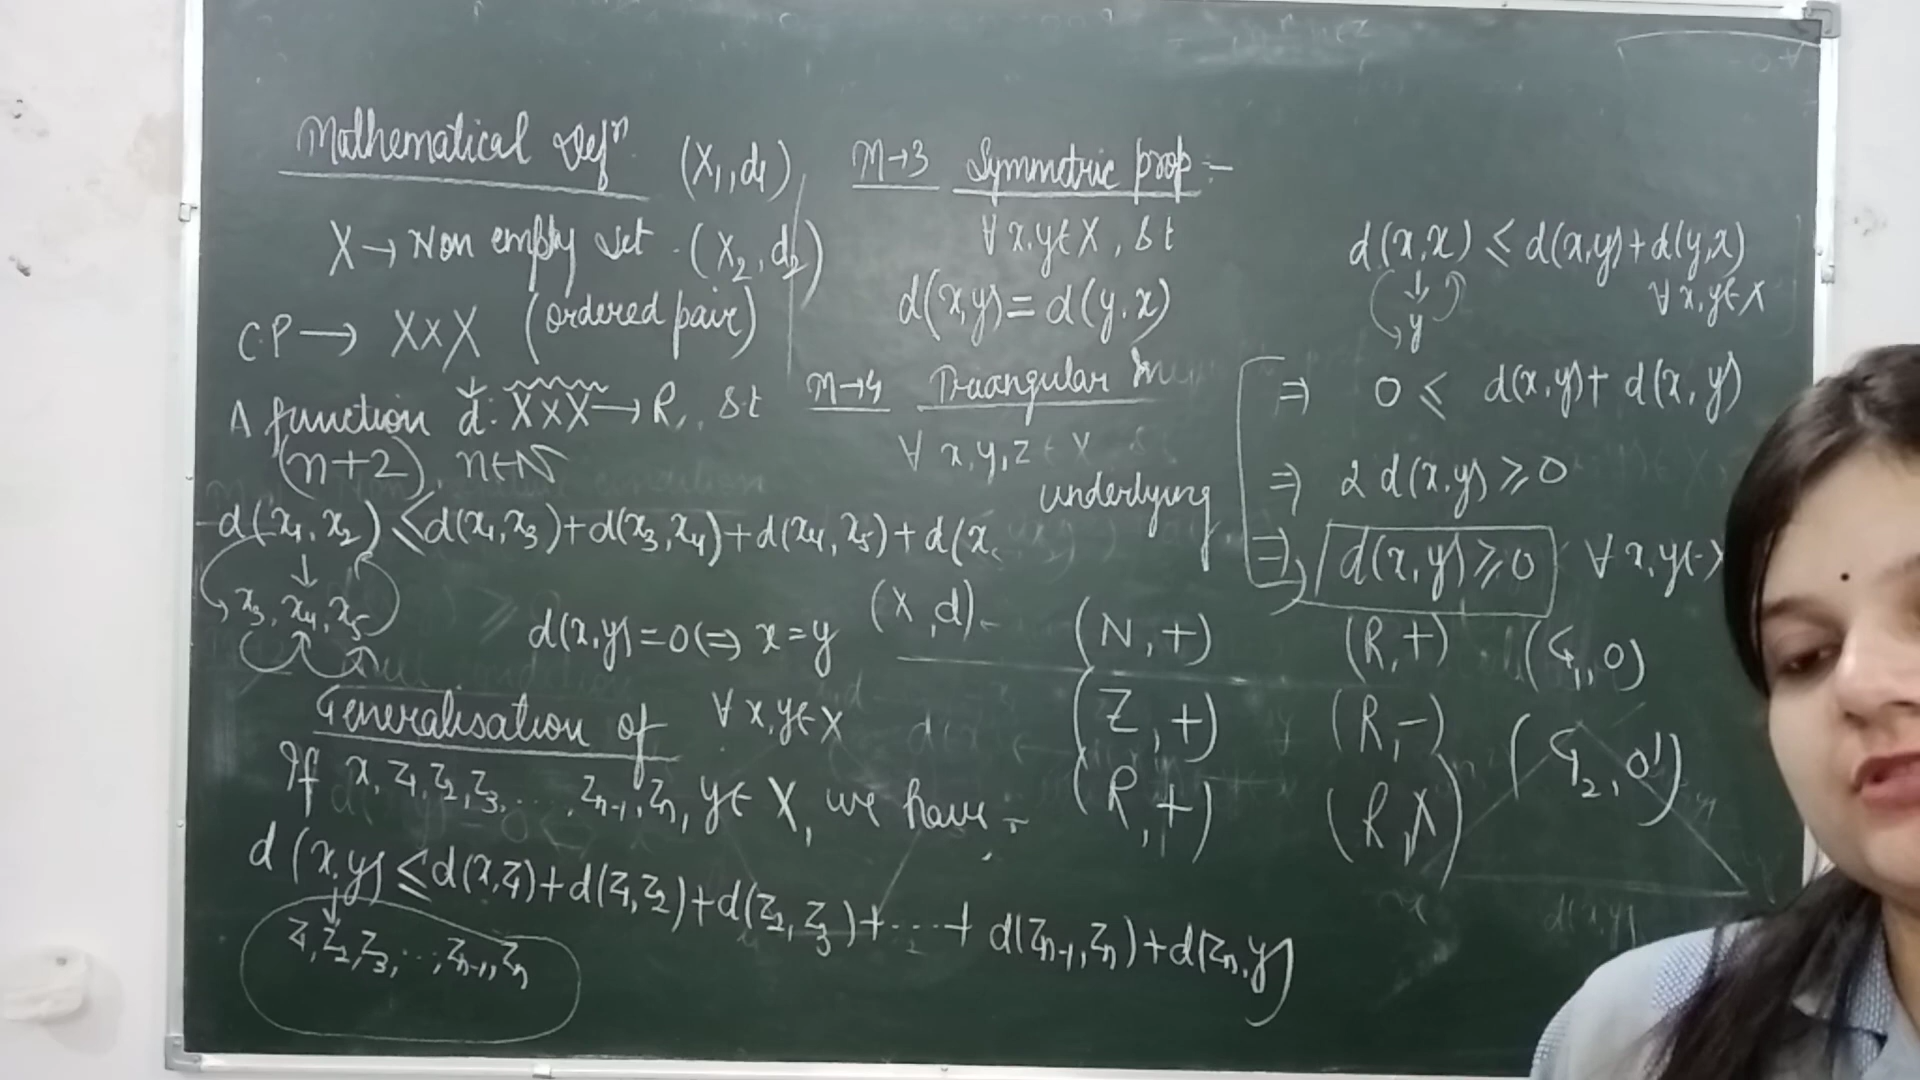 Mathematical Defⁿ (X₁, d₁)
X → Non empty set. (X₂, d₂)
C.P → X×X (ordered pair)
A function d: X×X → R, st
(n+2), n∈N
d(x₁, x₂) ≤ d(x₁, x₃) + d(x₃, x₄) + d(x₄, x₅) + d(x
↓
x₃, x₄, x₅
d(x,y)=0 ⇔ x=y
∀ x,y∈X
(X, d)
Generalisation of
If x, z₁, z₂, z₃, ...., zₙ₋₁, zₙ, y∈ X, we have -
d(x,y) ≤ d(x,z₁) + d(z₁,z₂) + d(z₂,z₃) + ... + d(zₙ₋₁,zₙ) + d(zₙ,y)
↓
z₁, z₂, z₃, ..., zₙ₋₁, zₙ
M→3 Symmetric prop :-
∀ x,y∈X, st
d(x,y) = d(y,x)
M→4 Traangular
∀ x,y,z ∈ X
underlying
d(x,x) ≤ d(x,y) + d(y,x)
↓ ∀ x,y∈X
y
⇒ 0 ≤ d(x,y) + d(x,y)
⇒ 2 d(x,y) ≥ 0
⇒ d(x,y) ≥ 0 ∀ x,y∈
(N, +) (R, +) (G₁, 0)
(Z, +) (R, -) (G₂, 0')
(R, +) (R, X)